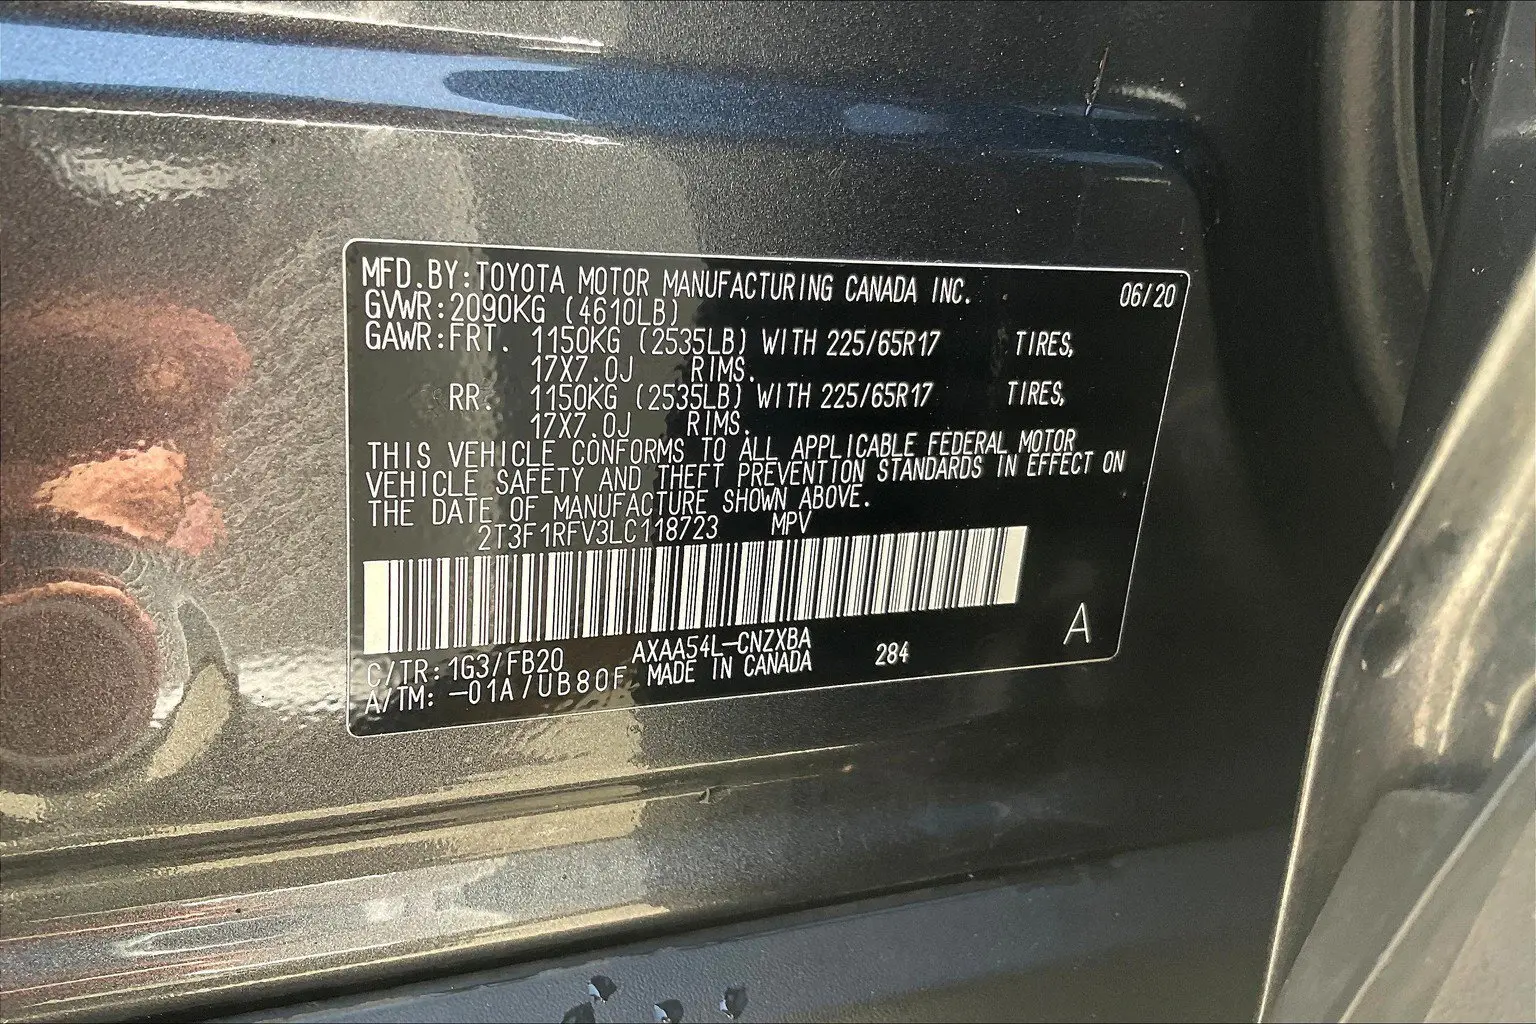 MFD.BY:TOYOTA MOTOR MANUFACTURING CANADA INC. 06/20
GVWR:2090KG (4610LB)
GAWR:FRT. 1150KG (2535LB) WITH 225/65R17 TIRES,
17X7.0J RIMS.
RR. 1150KG (2535LB) WITH 225/65R17 TIRES,
17X7.0J RIMS.
THIS VEHICLE CONFORMS TO ALL APPLICABLE FEDERAL MOTOR
VEHICLE SAFETY AND THEFT PREVENTION STANDARDS IN EFFECT ON
THE DATE OF MANUFACTURE SHOWN ABOVE.
2T3F1RFV3LC118723 MPV
A
C/TR:1G3/FB20 AXAA54L-CNZXBA
A/TM: -01A/UB80F MADE IN CANADA 284